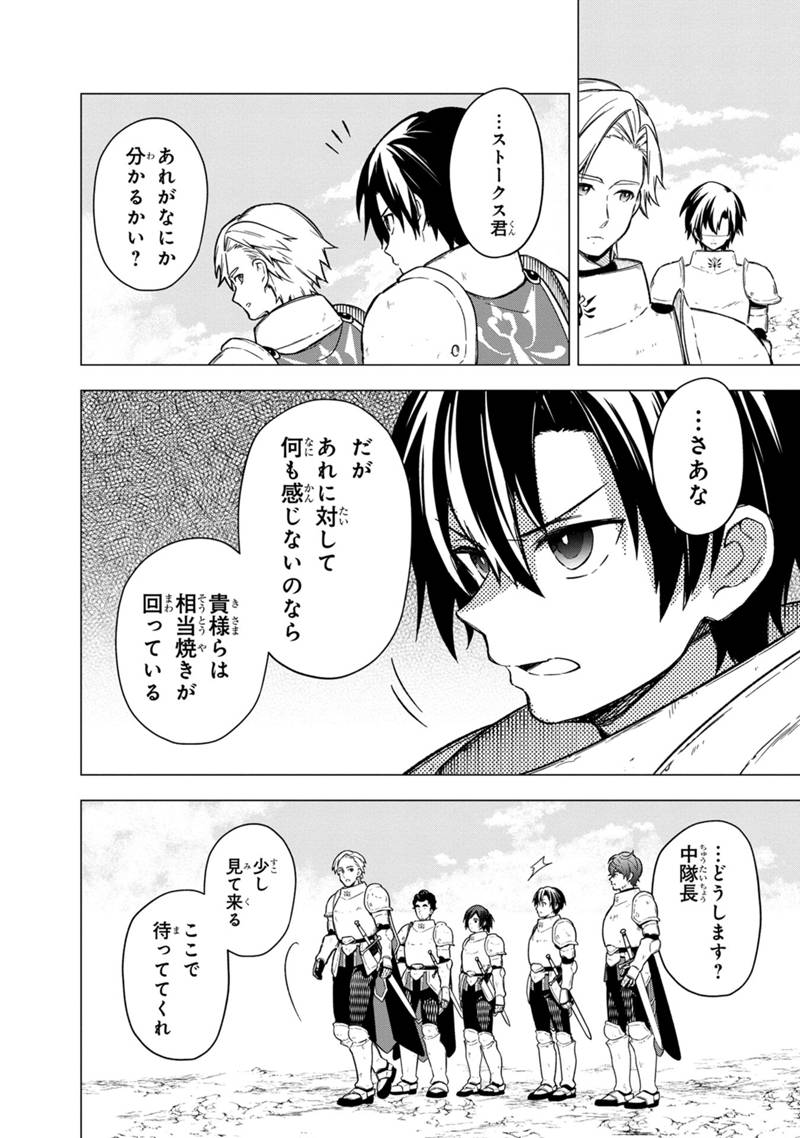 …ストークス君
あれがなにか
分かるかい？
…さあな
だが
あれに対して
何も感じないのなら
貴様らは
相当焼きが
回っている
…どうします？
中隊長
少し
見て来る
ここで
待っててくれ